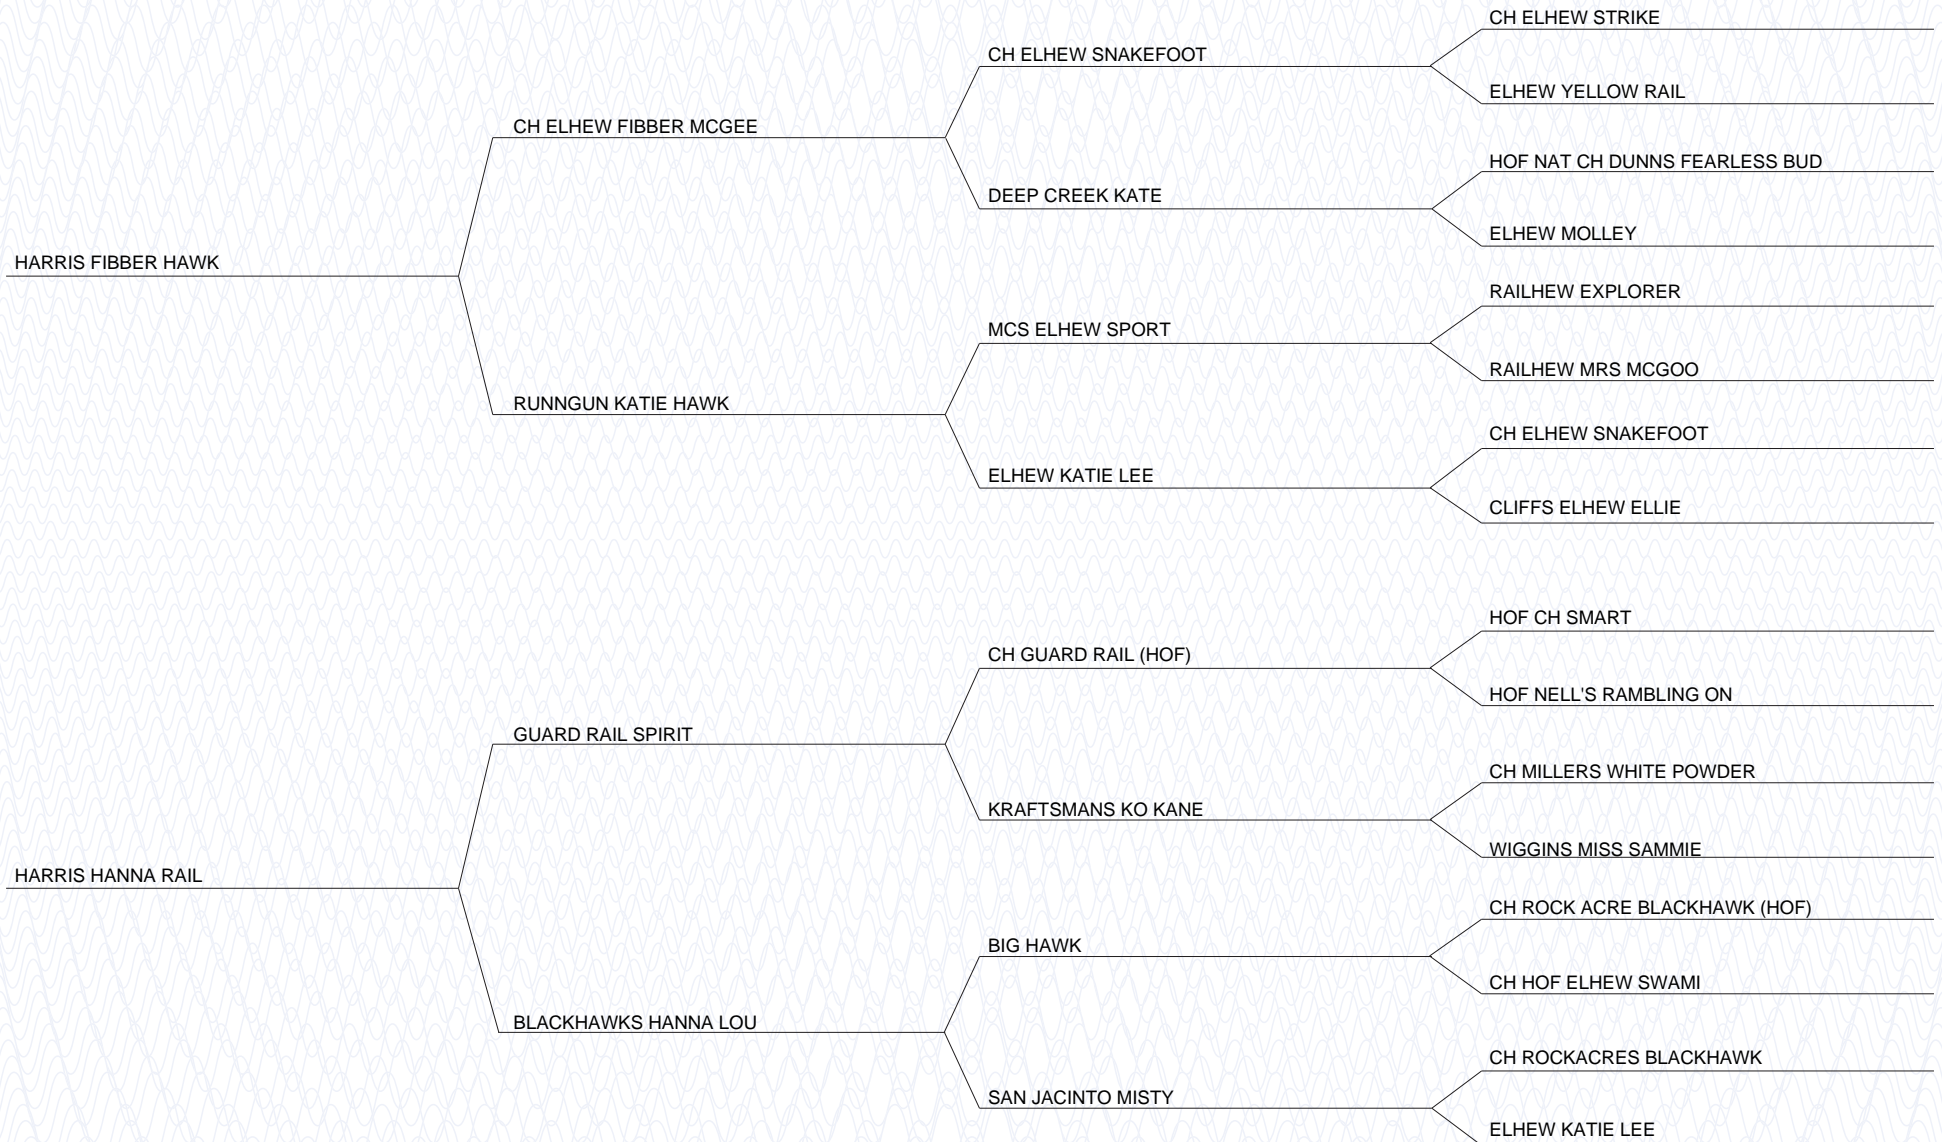 CH ELHEW STRIKE
CH ELHEW SNAKEFOOT
ELHEW YELLOW RAIL
CH ELHEW FIBBER MCGEE
HOF NAT CH DUNNS FEARLESS BUD
DEEP CREEK KATE
ELHEW MOLLEY
HARRIS FIBBER HAWK
RAILHEW EXPLORER
MCS ELHEW SPORT
RAILHEW MRS MCGOO
RUNNGUN KATIE HAWK
CH ELHEW SNAKEFOOT
ELHEW KATIE LEE
CLIFFS ELHEW ELLIE
HOF CH SMART
CH GUARD RAIL (HOF)
HOF NELL'S RAMBLING ON
GUARD RAIL SPIRIT
CH MILLERS WHITE POWDER
KRAFTSMANS KO KANE
WIGGINS MISS SAMMIE
HARRIS HANNA RAIL
CH ROCK ACRE BLACKHAWK (HOF)
BIG HAWK
CH HOF ELHEW SWAMI
BLACKHAWKS HANNA LOU
CH ROCKACRES BLACKHAWK
SAN JACINTO MISTY
ELHEW KATIE LEE